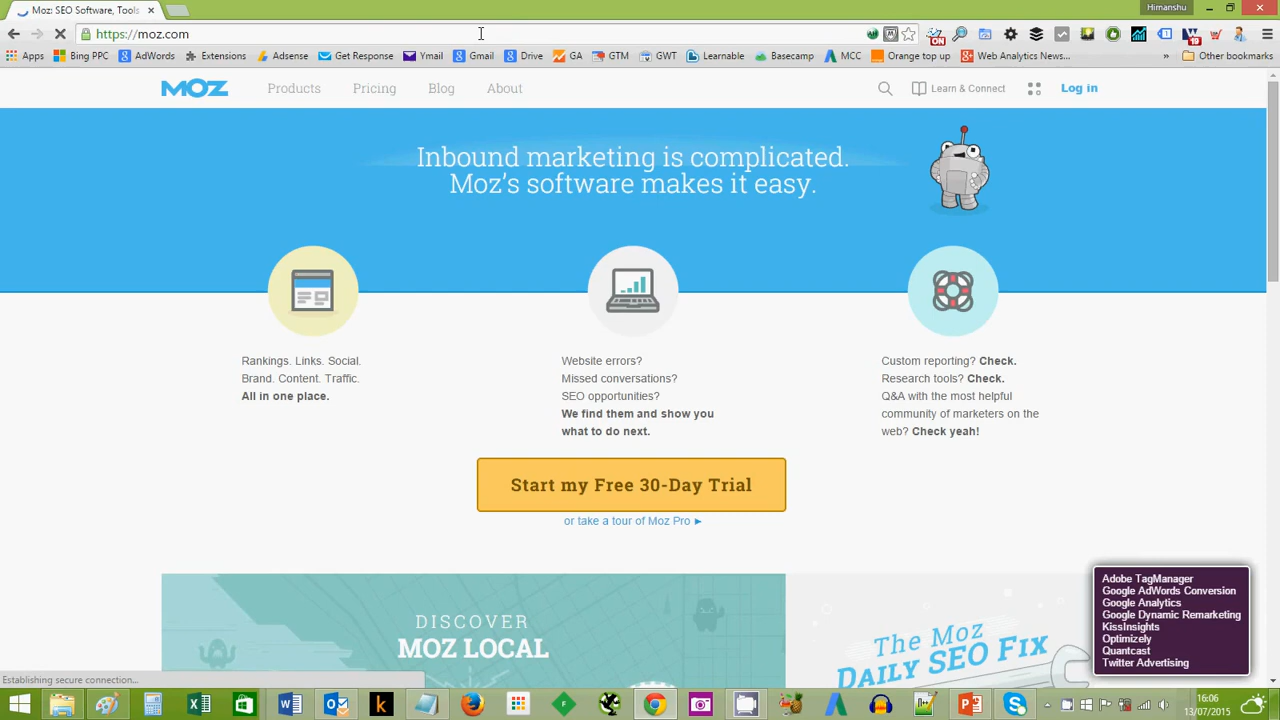 Moz: SEO Software, Tools
Himanshu
https://moz.com
ON
19
Apps
Bing PPC
AdWords
Extensions
Adsense
Get Response
Ymail
Gmail
Drive
GA
GTM
GWT
Learnable
Basecamp
MCC
Orange top up
Web Analytics News...
»
Other bookmarks
MOZ
Products
Pricing
Blog
About
Learn & Connect
Log in
Inbound marketing is complicated.
Moz's software makes it easy.
Rankings. Links. Social.
Brand. Content. Traffic.
All in one place.
Website errors?
Missed conversations?
SEO opportunities?
We find them and show you
what to do next.
Custom reporting? Check.
Research tools? Check.
Q&A with the most helpful
community of marketers on the
web? Check yeah!
Start my Free 30-Day Trial
or take a tour of Moz Pro ►
DISCOVER
MOZ LOCAL
The Moz
DAILY SEO FIX
Adobe TagManager
Google AdWords Conversion
Google Analytics
Google Dynamic Remarketing
KissInsights
Optimizely
Quantcast
Twitter Advertising
Establishing secure connection...
16:06
13/07/2015